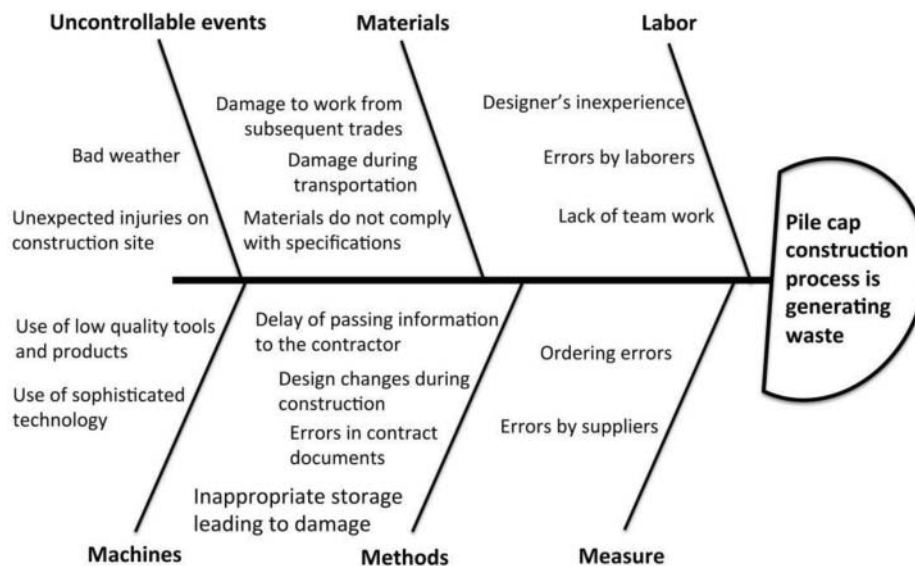 Uncontrollable events
Materials
Labor
Damage to work from
subsequent trades
Designer's inexperience
Bad weather
Damage during
transportation
Errors by laborers
Unexpected injuries on
construction site
Materials do not comply
with specifications
Lack of team work
Pile cap
construction
process is
generating
waste
Use of low quality tools
and products
Delay of passing information
to the contractor
Ordering errors
Use of sophisticated
technology
Design changes during
construction
Errors by suppliers
Errors in contract
documents
Inappropriate storage
leading to damage
Machines
Methods
Measure